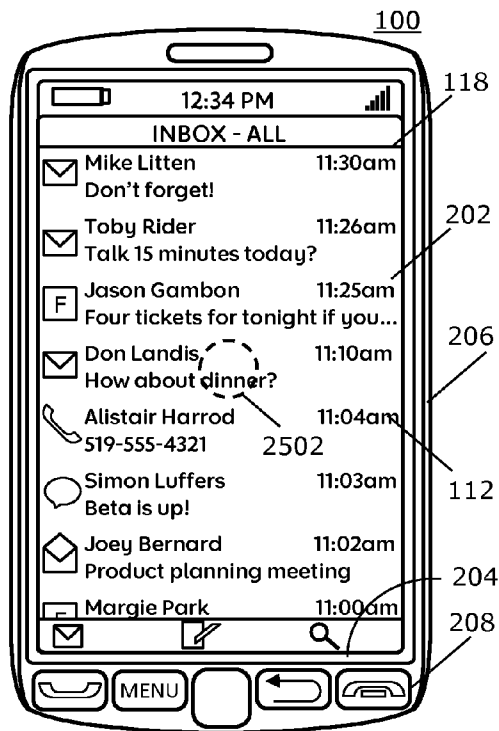 100
12:34 PM
118
INBOX - ALL
Mike Litten 11:30am
Don't forget!
Toby Rider 11:26am
Talk 15 minutes today?
202
F Jason Gambon 11:25am
Four tickets for tonight if you...
206
Don Landis 11:10am
How about dinner?
Alistair Harrod 11:04am
519-555-4321 2502
112
Simon Luffers 11:03am
Beta is up!
Joey Bernard 11:02am
Product planning meeting
204
F Margie Park 11:00am
208
MENU